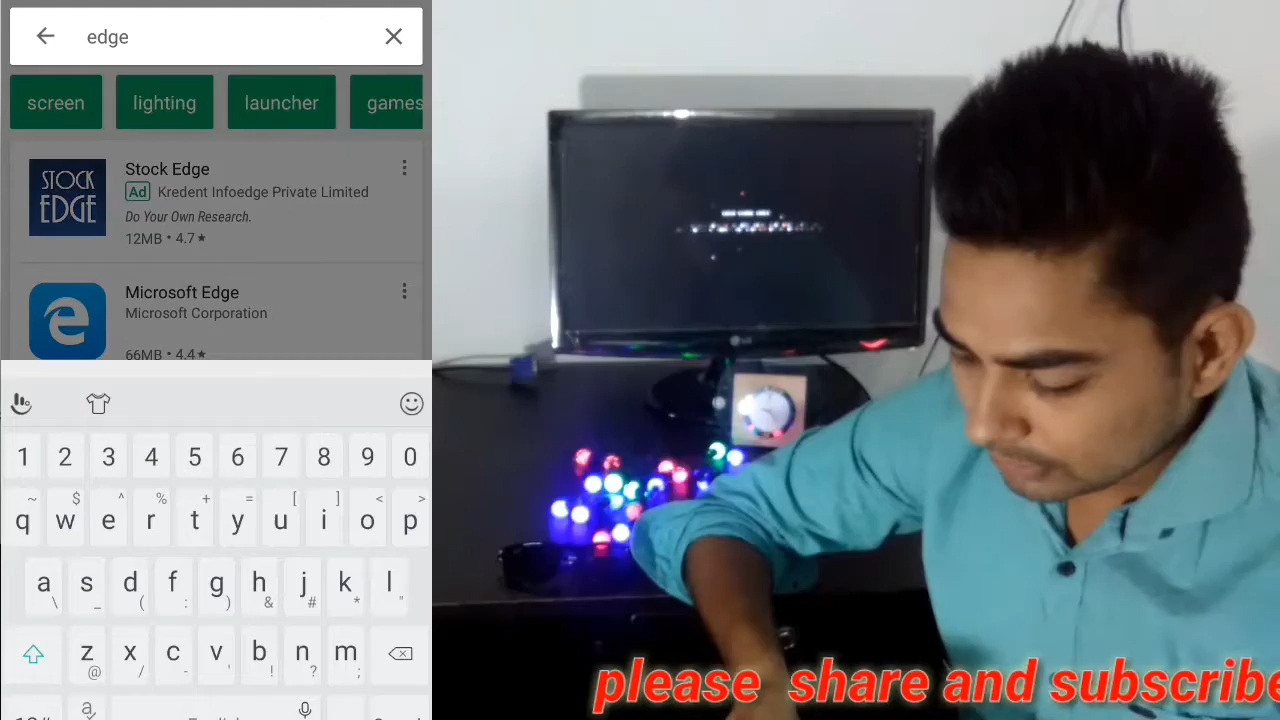 edge
screen lighting launcher games
STOCK EDGE
Stock Edge
Ad Kredent Infoedge Private Limited
Do Your Own Research.
12MB • 4.7★
Microsoft Edge
Microsoft Corporation
66MB • 4.4★
1 2 3 4 5 6 7 8 9 0
~ $ ^ % + = [ ] < >
q w e r t y u i o p
a s d f g h j k l
\ _ ( : ) & # * "
z x c v b n m
@ / - ' ! ? ;
LG
please share and subscribe